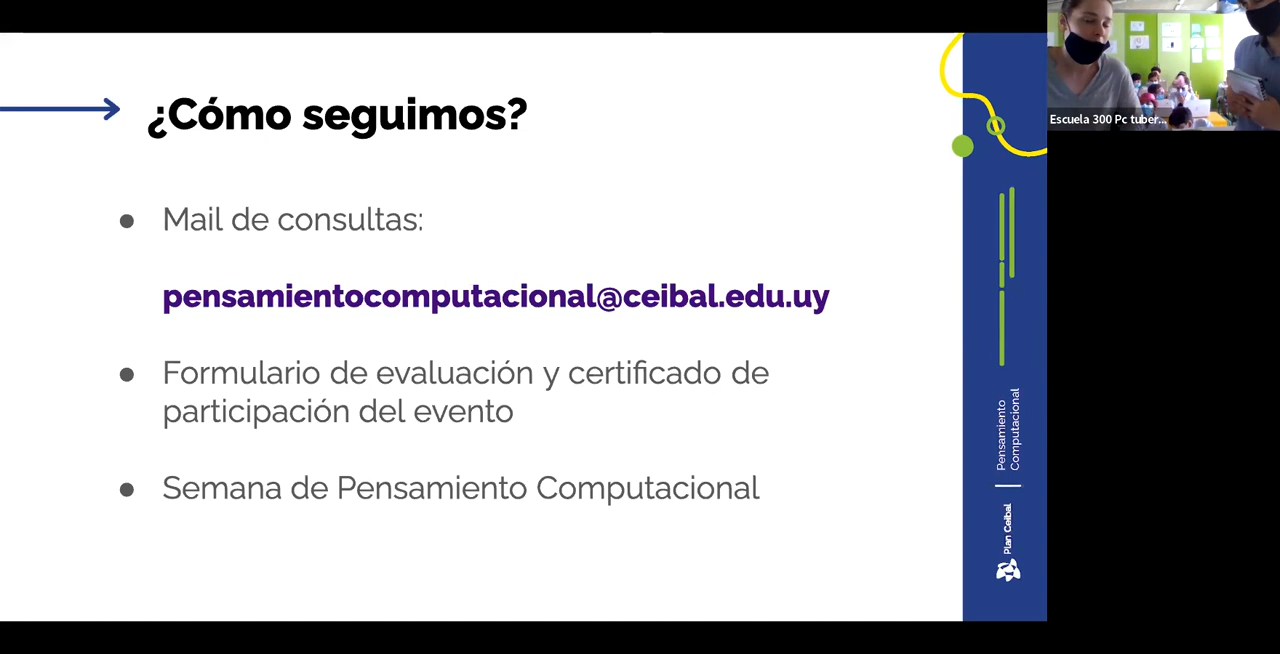 ¿Cómo seguimos?
● Mail de consultas:
pensamientocomputacional@ceibal.edu.uy
● Formulario de evaluación y certificado de
participación del evento
● Semana de Pensamiento Computacional
Pensamiento
Computacional
Plan Ceibal
Escuela 300 Pc tuber...